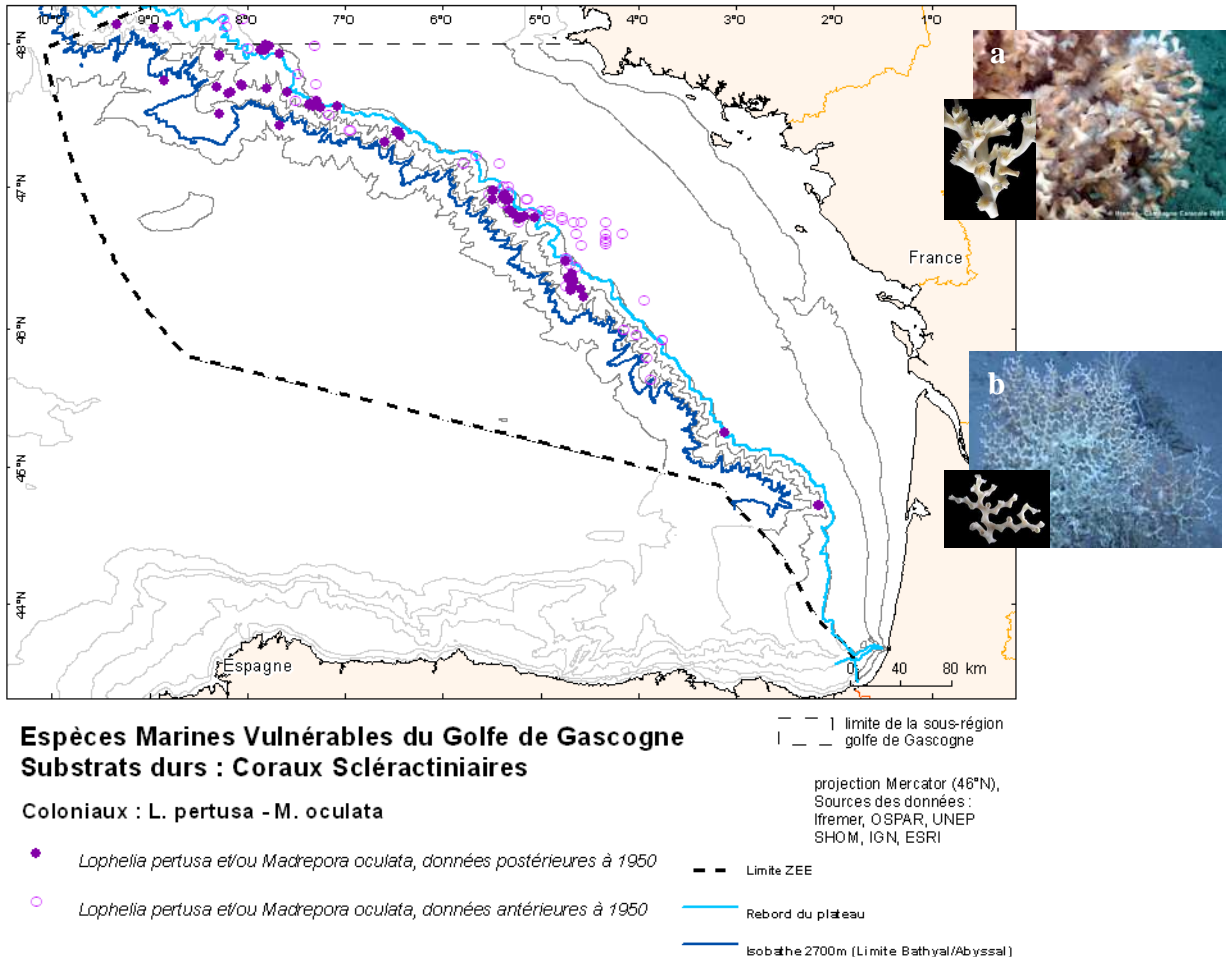 10°0' 9°0' 8°0' 7°0' 6°0' 5°0' 4°0' 3°0' 2°0' 1°0' 0°0'
48°N
47°N
46°N
45°N
44°N
a
France
b
Espagne
0 40 80 km
Espèces Marines Vulnérables du Golfe de Gascogne
Substrats durs : Coraux Scléractiniaires
Coloniaux : L. pertusa - M. oculata
Lophelia pertusa et/ou Madrepora oculata, données postérieures à 1950
Lophelia pertusa et/ou Madrepora oculata, données antérieures à 1950
limite de la sous-région
golfe de Gascogne
projection Mercator (46°N),
Sources des données :
Ifremer, OSPAR, UNEP
SHOM, IGN, ESRI
Limite ZEE
Rebord du plateau
Isobathe 2700m (Limite Bathyal/Abyssal)